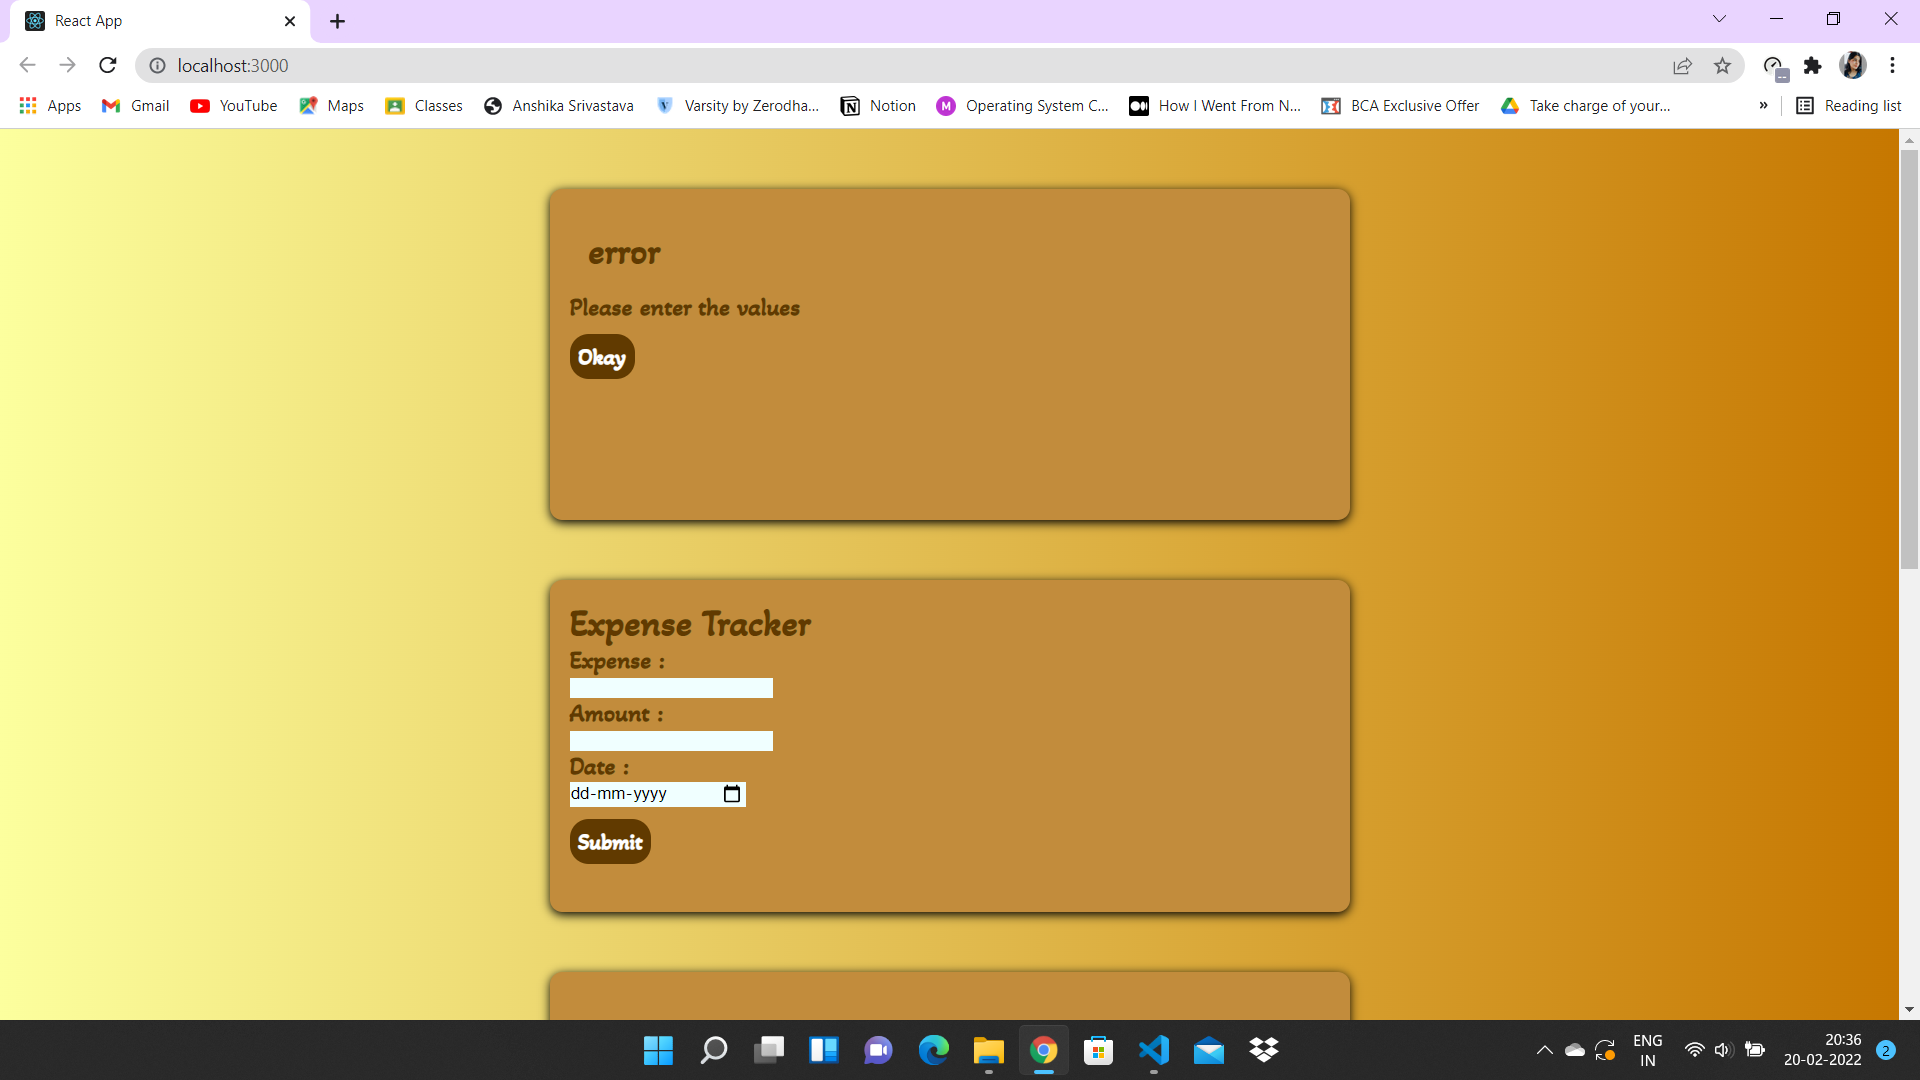 React App
localhost:3000
Apps Gmail YouTube Maps Classes Anshika Srivastava Varsity by Zerodha... Notion Operating System C... How I Went From N... BCA Exclusive Offer Take charge of your... » Reading list
error
Please enter the values
Okay
Expense Tracker
Expense :
Amount :
Date :
dd-mm-yyyy
Submit
ENG
IN
20:36
20-02-2022
2